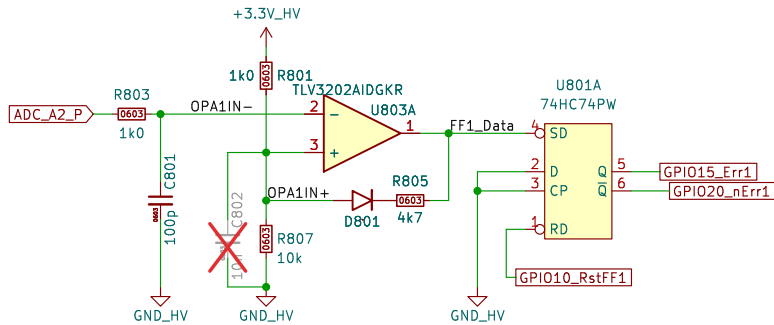 +3.3V_HV
1k0
0603
R801
TLV3202AIDGKR
U803A
U801A
74HC74PW
R803
0603
1k0
ADC_A2_P
OPA1IN-
2
-
3
+
1
FF1_Data
4
SD
2
D
3
CP
1
RD
Q
5
Q
6
GPIO15_Err1
GPIO20_nErr1
C801
0603
100p
C802
OPA1IN+
D801
R805
0603
4k7
0603
R807
10k
GPIO10_RstFF1
GND_HV
GND_HV
GND_HV